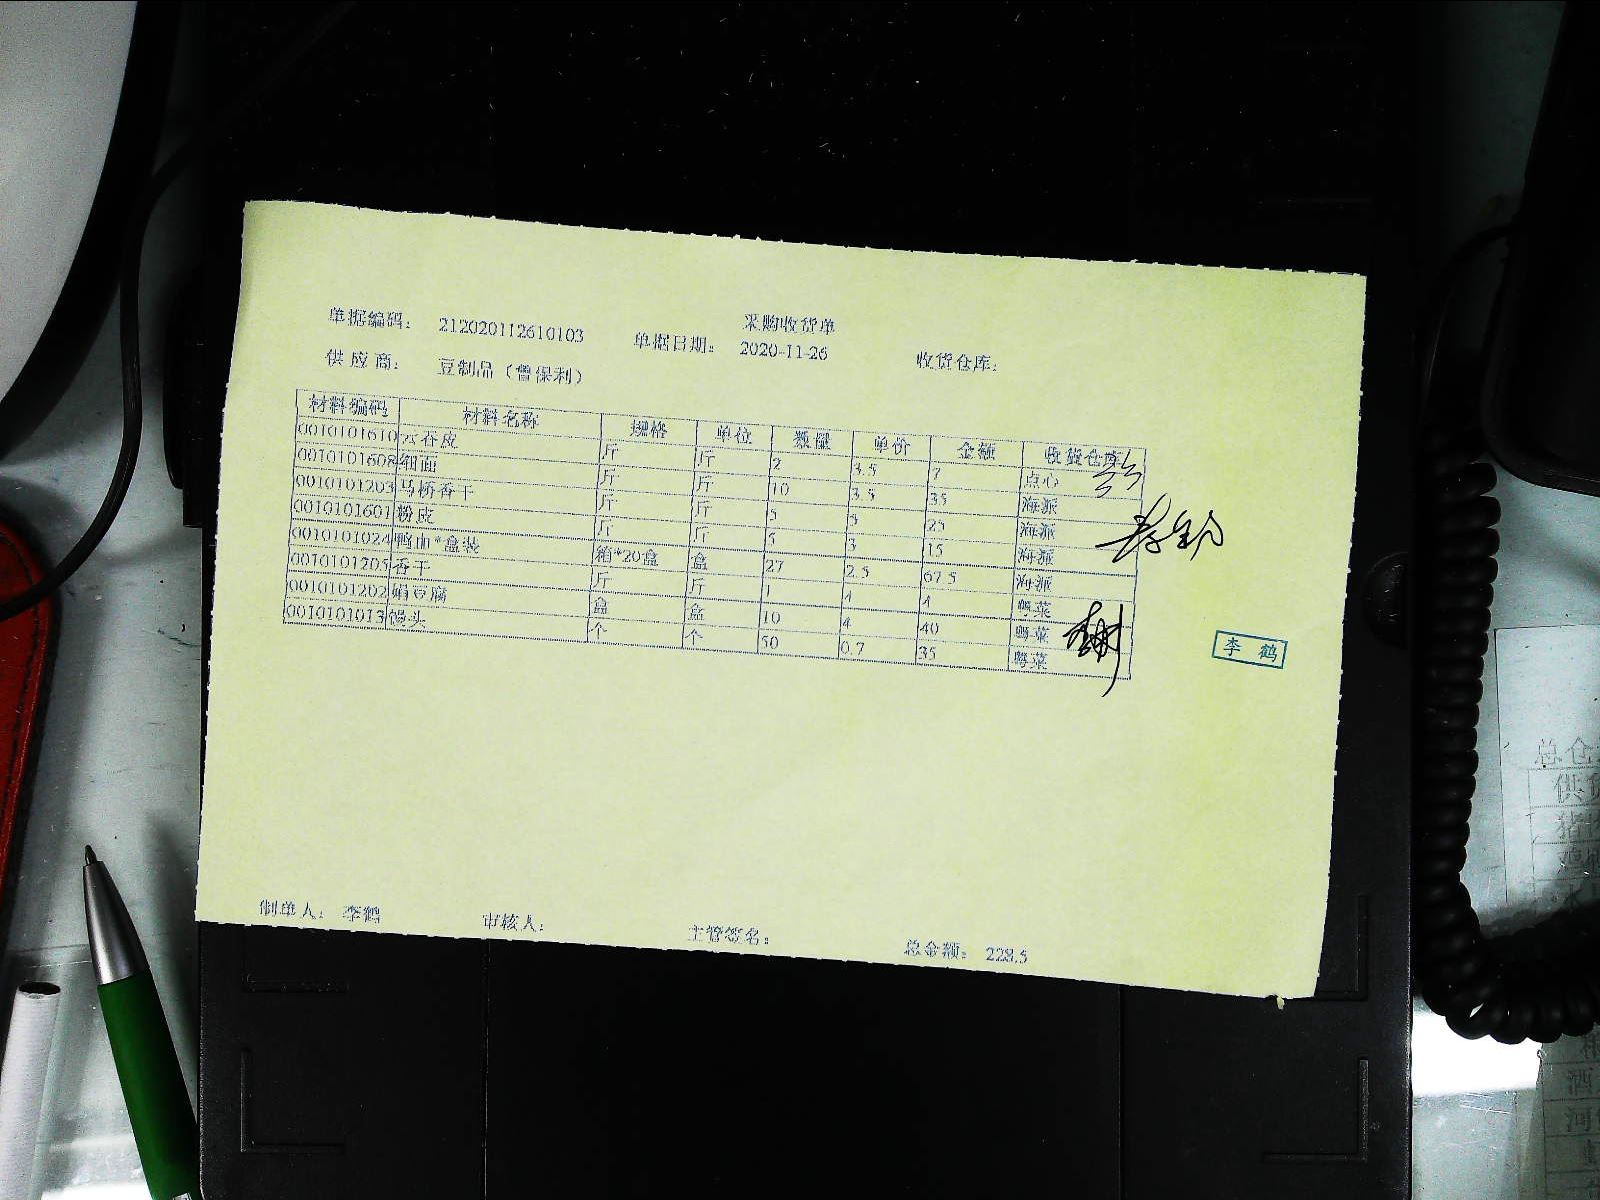 采购收货单
单据编码： 212020112610103 单据日期： 2020-11-26 收货仓库：
供 应 商： 豆制品（曾保利）
材料编码 材料名称 规格 单位 数量 单价 金额 收货仓库
0010101610 吞皮 斤 斤 2 3.5 7 点心
0010101608 细面 斤 斤 10 3.5 35 海派
0010101203 马桥香干 斤 斤 5 5 25 海派
0010101601 粉皮 斤 斤 5 3 15 海派
0010101024 鸭血*盒装 箱*20盒 盒 27 2.5 67.5 海派
0010101205 香干 斤 斤 1 4 4 粤菜
0010101202 绢豆腐 盒 盒 10 4 40 粤菜
0010101013 馒头 个 个 50 0.7 35 粤菜
李 鹤
制单人： 李鹤 审核人： 主管签名： 总金额： 228.5
总仓
供